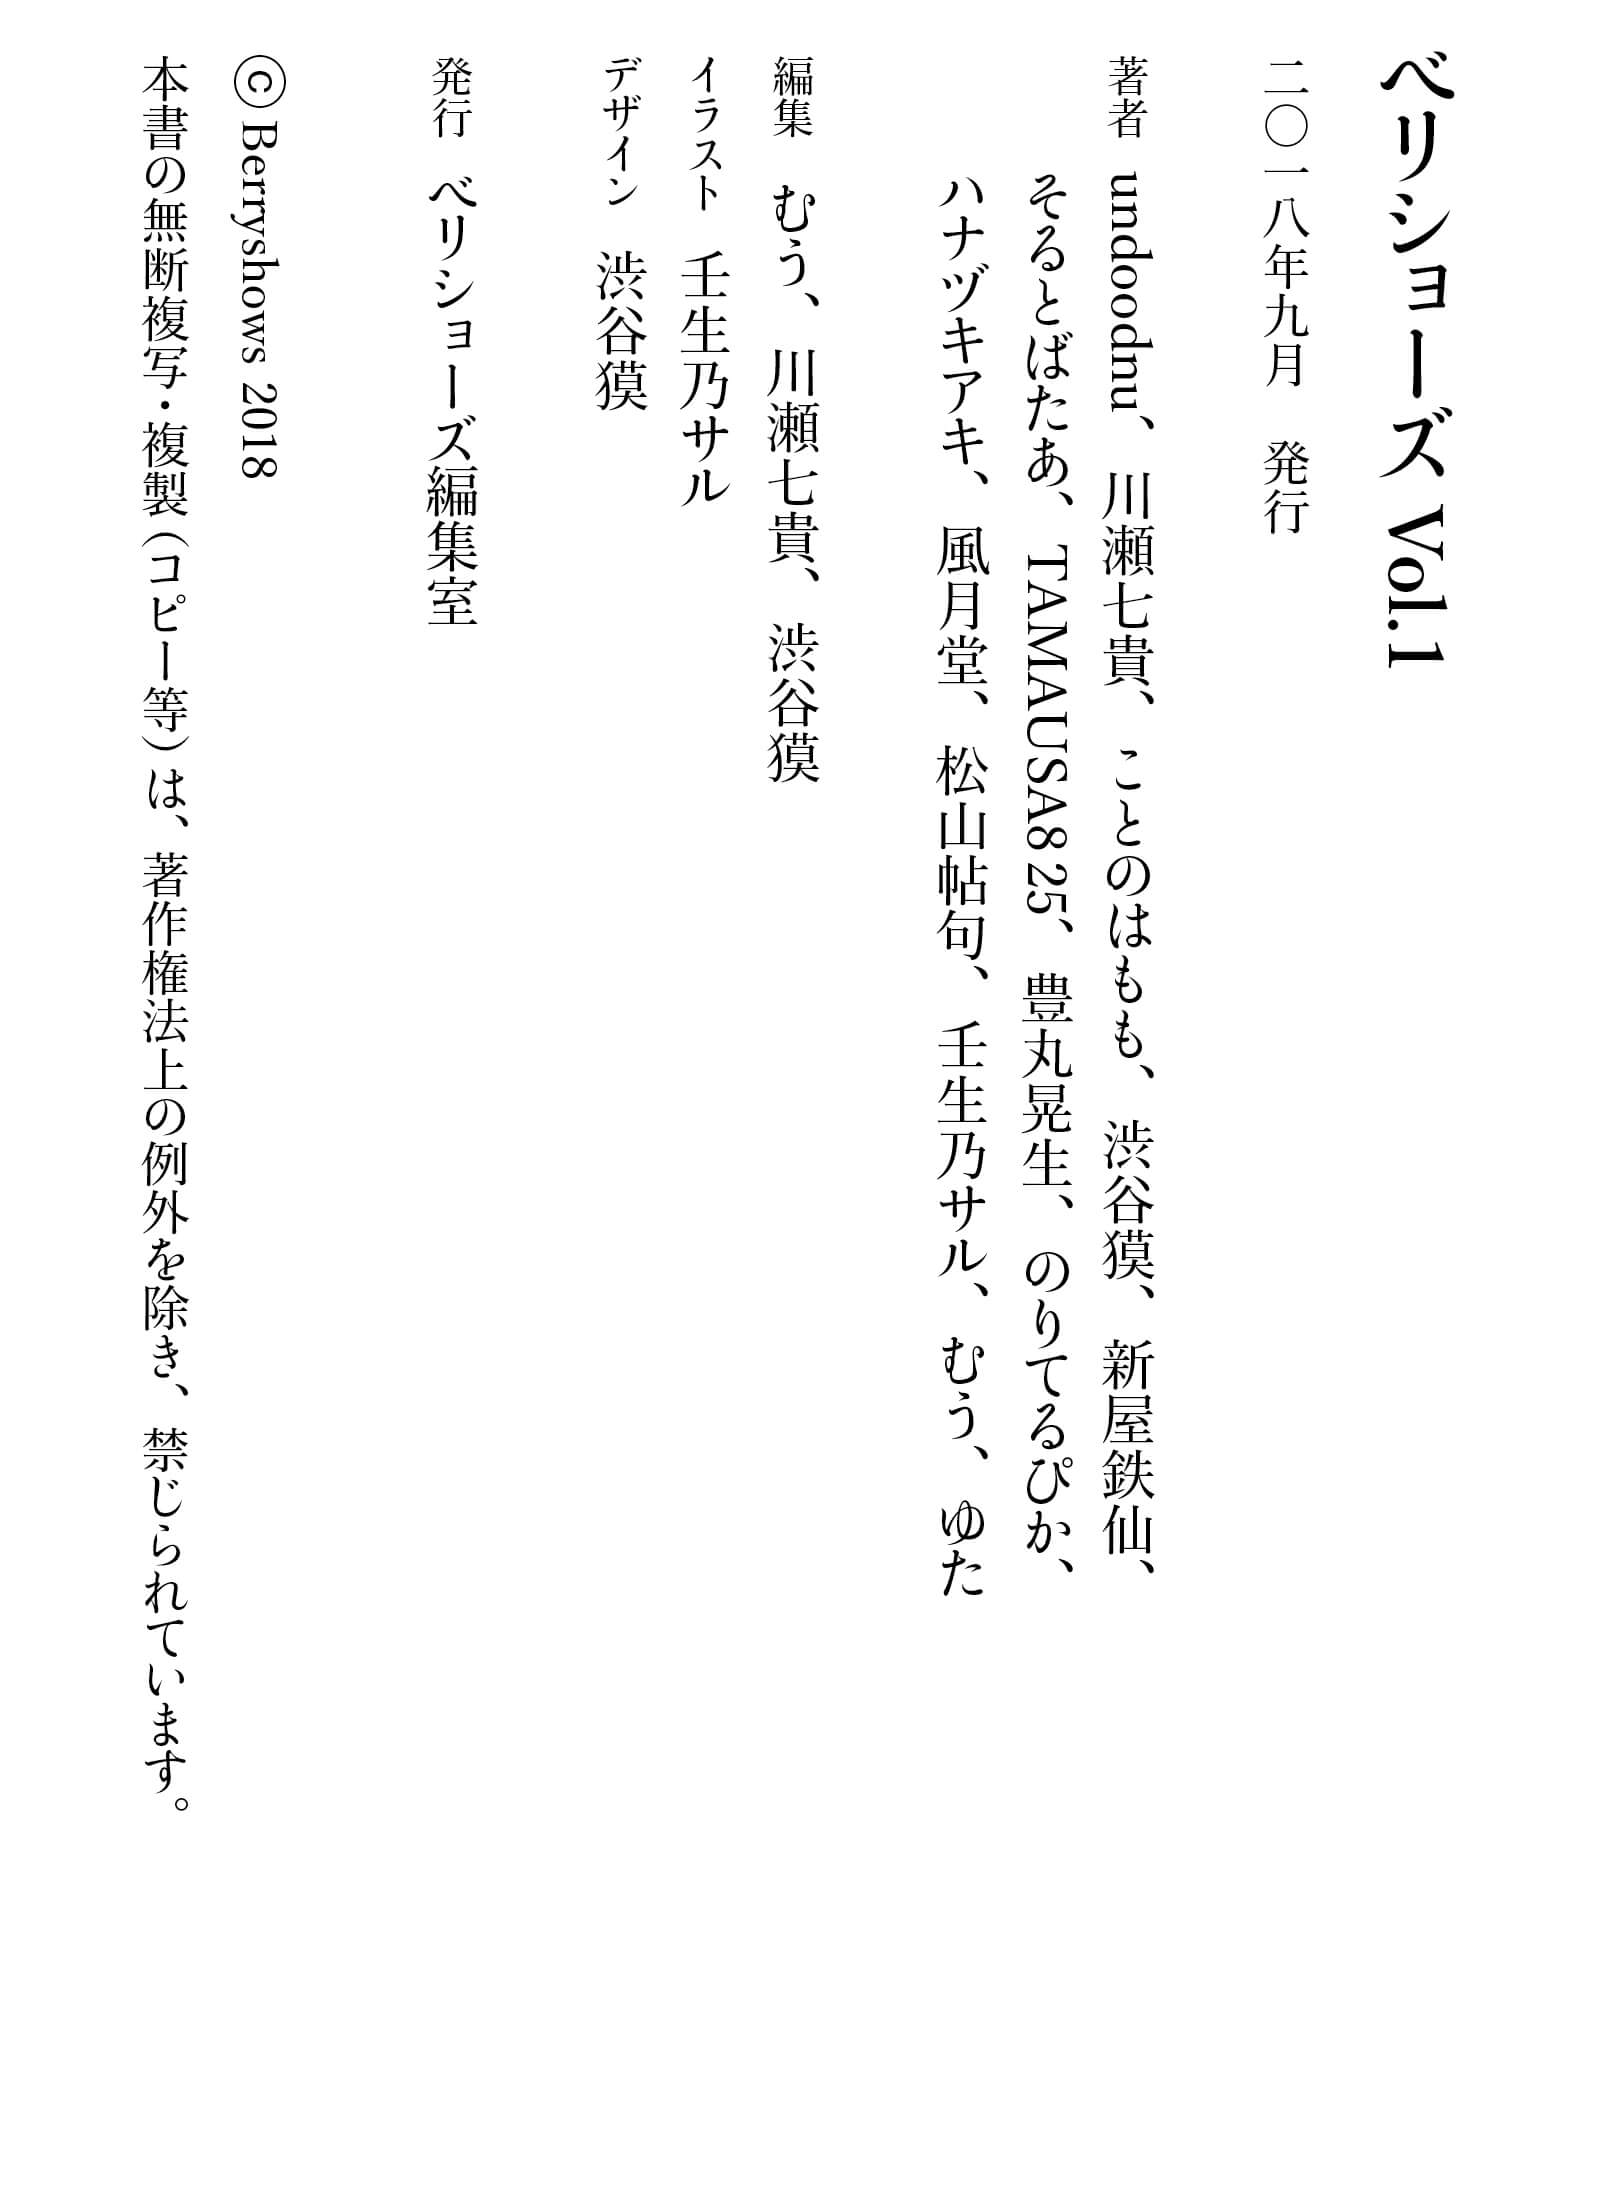 ベリショーズ Vol.1
二〇一八年九月　発行
著者　undoodnu、川瀬七貴、ことのはもも、渋谷獏、新屋鉄仙、
そるとばたあ、TAMAUSA825、豊丸晃生、のりてるぴか、
ハナヅキアキ、風月堂、松山帖句、壬生乃サル、むう、ゆた
編集　むう、川瀬七貴、渋谷獏
イラスト　壬生乃サル
デザイン　渋谷獏
発行　ベリショーズ編集室
©Berryshows 2018
本書の無断複写・複製（コピー等）は、著作権法上の例外を除き、禁じられています。